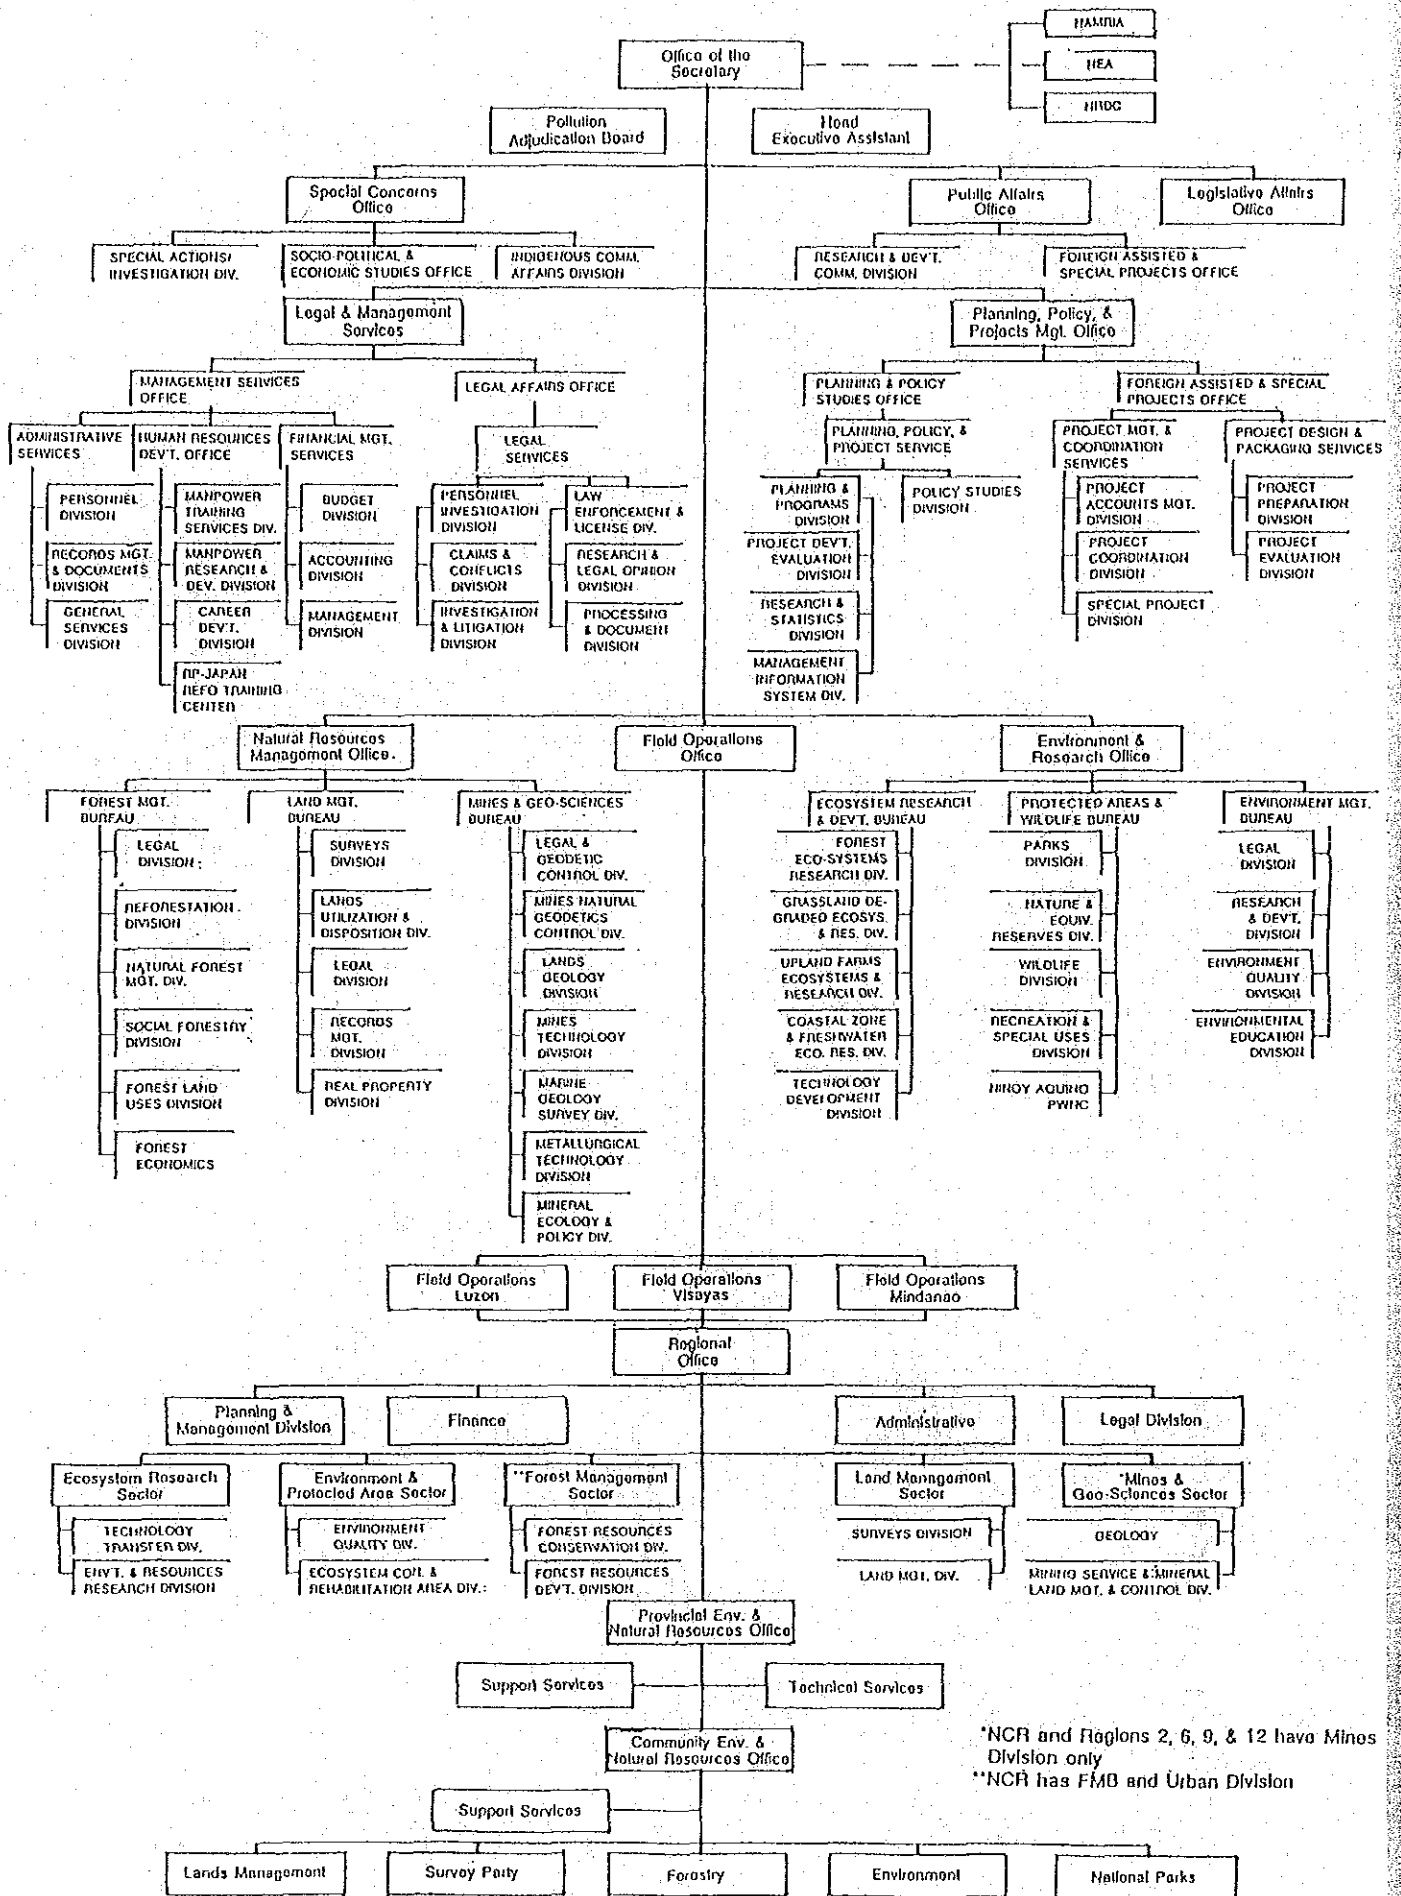 NAMRIA
Office of the
Secretary
NEA
NRDC
Pollution
Adjudication Board
Head
Executive Assistant
Special Concerns
Office
Public Affairs
Office
Legislative Affairs
Office
SPECIAL ACTIONS/
INVESTIGATION DIV.
SOCIO-POLITICAL &
ECONOMIC STUDIES OFFICE
INDIGENOUS COMM.
AFFAIRS DIVISION
RESEARCH & DEV'T.
COMM. DIVISION
FOREIGN ASSISTED &
SPECIAL PROJECTS OFFICE
Legal & Management
Services
Planning, Policy, &
Projects Mgt. Office
MANAGEMENT SERVICES
OFFICE
LEGAL AFFAIRS OFFICE
PLANNING & POLICY
STUDIES OFFICE
FOREIGN ASSISTED & SPECIAL
PROJECTS OFFICE
ADMINISTRATIVE
SERVICES
HUMAN RESOURCES
DEV'T. OFFICE
FINANCIAL MGT.
SERVICES
LEGAL
SERVICES
PLANNING, POLICY, &
PROJECT SERVICE
PROJECT MGT. &
COORDINATION
SERVICES
PROJECT DESIGN &
PACKAGING SERVICES
PERSONNEL
DIVISION
MANPOWER
TRAINING
SERVICES DIV.
BUDGET
DIVISION
PERSONNEL
INVESTIGATION
DIVISION
LAW
ENFORCEMENT &
LICENSE DIV.
PLANNING &
PROGRAMS
DIVISION
POLICY STUDIES
DIVISION
PROJECT
ACCOUNTS MGT.
DIVISION
PROJECT
PREPARATION
DIVISION
RECORDS MGT.
& DOCUMENTS
DIVISION
MANPOWER
RESEARCH &
DEV. DIVISION
ACCOUNTING
DIVISION
CLAIMS &
CONFLICTS
DIVISION
RESEARCH &
LEGAL OPINION
DIVISION
PROJECT DEV'T.
EVALUATION
DIVISION
PROJECT
COORDINATION
DIVISION
PROJECT
EVALUATION
DIVISION
GENERAL
SERVICES
DIVISION
CAREER
DEV'T.
DIVISION
MANAGEMENT
DIVISION
INVESTIGATION
& LITIGATION
DIVISION
PROCESSING
& DOCUMENT
DIVISION
RESEARCH &
STATISTICS
DIVISION
SPECIAL PROJECT
DIVISION
RP-JAPAN
REFO TRAINING
CENTER
MANAGEMENT
INFORMATION
SYSTEM DIV.
Natural Resources
Management Office.
Field Operations
Office
Environment &
Research Office
FOREST MGT.
BUREAU
LAND MGT.
BUREAU
MINES & GEO-SCIENCES
BUREAU
ECOSYSTEM RESEARCH
& DEV'T. BUREAU
PROTECTED AREAS &
WILDLIFE BUREAU
ENVIRONMENT MGT.
BUREAU
LEGAL
DIVISION
SURVEYS
DIVISION
LEGAL &
GEODETIC
CONTROL DIV.
FOREST
ECO-SYSTEMS
RESEARCH DIV.
PARKS
DIVISION
LEGAL
DIVISION
REFORESTATION
DIVISION
LANDS
UTILIZATION &
DISPOSITION DIV.
MINES NATURAL
GEODETICS
CONTROL DIV.
GRASSLAND DE-
GRADED ECOSYS.
& RES. DIV.
NATURE &
EQUIV.
RESERVES DIV.
RESEARCH
& DEV'T.
DIVISION
NATURAL FOREST
MGT. DIV.
LEGAL
DIVISION
LANDS
GEOLOGY
DIVISION
UPLAND FARMS
ECOSYSTEMS &
RESEARCH DIV.
WILDLIFE
DIVISION
ENVIRONMENT
QUALITY
DIVISION
SOCIAL FORESTRY
DIVISION
RECORDS
MGT.
DIVISION
MINES
TECHNOLOGY
DIVISION
COASTAL ZONE
& FRESHWATER
ECO. RES. DIV.
RECREATION &
SPECIAL USES
DIVISION
ENVIRONMENTAL
EDUCATION
DIVISION
FOREST LAND
USES DIVISION
REAL PROPERTY
DIVISION
MARINE
GEOLOGY
SURVEY DIV.
TECHNOLOGY
DEVELOPMENT
DIVISION
NINOY AQUINO
PWRC
FOREST
ECONOMICS
METALLURGICAL
TECHNOLOGY
DIVISION
MINERAL
ECOLOGY &
POLICY DIV.
Field Operations
Luzon
Field Operations
Visayas
Field Operations
Mindanao
Regional
Office
Planning &
Management Division
Finance
Administrative
Legal Division
Ecosystem Research
Sector
Environment &
Protected Area Sector
**Forest Management
Sector
Land Management
Sector
*Mines &
Geo-Sciences Sector
TECHNOLOGY
TRANSFER DIV.
ENVIRONMENT
QUALITY DIV.
FOREST RESOURCES
CONSERVATION DIV.
SURVEYS DIVISION
GEOLOGY
ENV'T. & RESOURCES
RESEARCH DIVISION
ECOSYSTEM CON. &
REHABILITATION AREA DIV.
FOREST RESOURCES
DEV'T. DIVISION
LAND MGT. DIV.
MINING SERVICE & MINERAL
LAND MGT. & CONTROL DIV.
Provincial Env. &
Natural Resources Office
Support Services
Technical Services
Community Env. &
Natural Resources Office
*NCR and Regions 2, 6, 9, & 12 have Mines
Division only
**NCR has FMB and Urban Division
Support Services
Lands Management
Survey Party
Forestry
Environment
National Parks